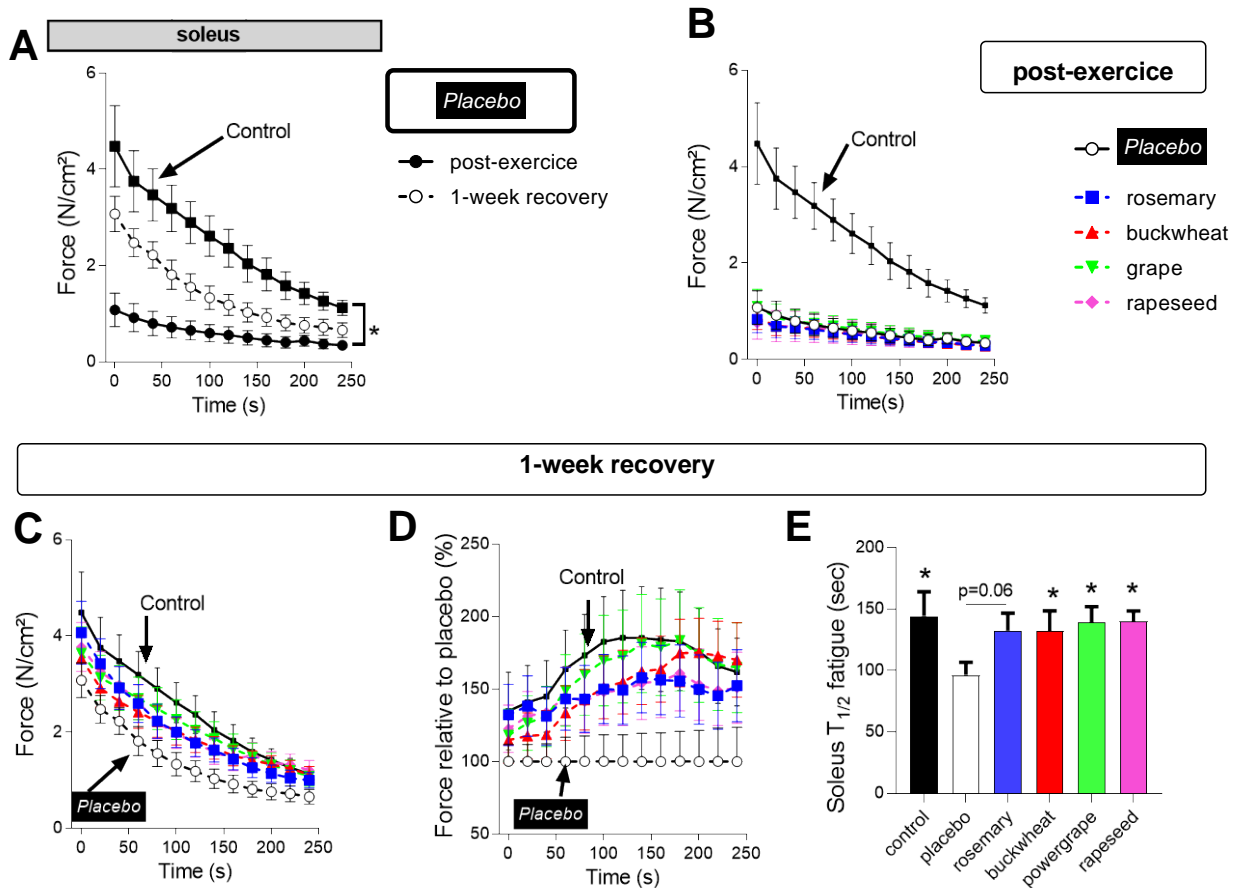 A
soleus
Placebo
Control
post-exercice
1-week recovery
*
Force (N/cm²)
6
4
2
0
0 50 100 150 200 250
Time (s)
B
post-exercice
Control
Placebo
rosemary
buckwheat
grape
rapeseed
Force (N/cm²)
6
4
2
0
0 50 100 150 200 250
Time(s)
1-week recovery
C
Control
Placebo
Force (N/cm²)
6
4
2
0
0 50 100 150 200 250
Time (s)
D
Control
Placebo
Force relative to placebo (%)
250
200
150
100
50
0 50 100 150 200 250
Time (s)
E
* p=0.06 * * *
Soleus T1/2 fatigue (sec)
200
150
100
50
0
control
placebo
rosemary
buckwheat
powergrape
rapeseed